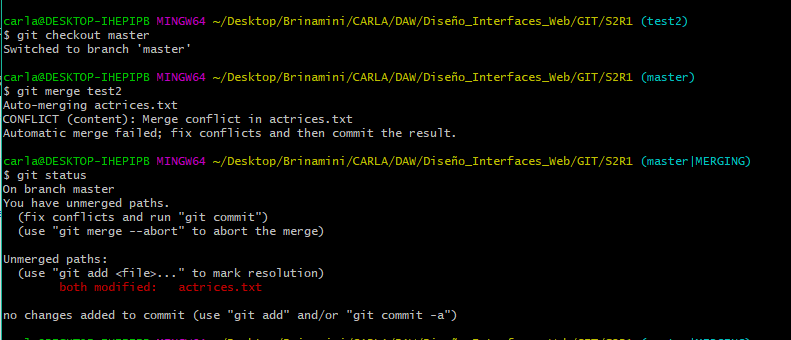 carla@DESKTOP-IHEPIPB MINGW64 ~/Desktop/Brinamini/CARLA/DAW/Diseño_Interfaces_Web/GIT/S2R1 (test2)
$ git checkout master
Switched to branch 'master'
carla@DESKTOP-IHEPIPB MINGW64 ~/Desktop/Brinamini/CARLA/DAW/Diseño_Interfaces_Web/GIT/S2R1 (master)
$ git merge test2
Auto-merging actrices.txt
CONFLICT (content): Merge conflict in actrices.txt
Automatic merge failed; fix conflicts and then commit the result.
carla@DESKTOP-IHEPIPB MINGW64 ~/Desktop/Brinamini/CARLA/DAW/Diseño_Interfaces_Web/GIT/S2R1 (master|MERGING)
$ git status
On branch master
You have unmerged paths.
  (fix conflicts and run "git commit")
  (use "git merge --abort" to abort the merge)
Unmerged paths:
  (use "git add <file>..." to mark resolution)
        both modified:   actrices.txt
no changes added to commit (use "git add" and/or "git commit -a")